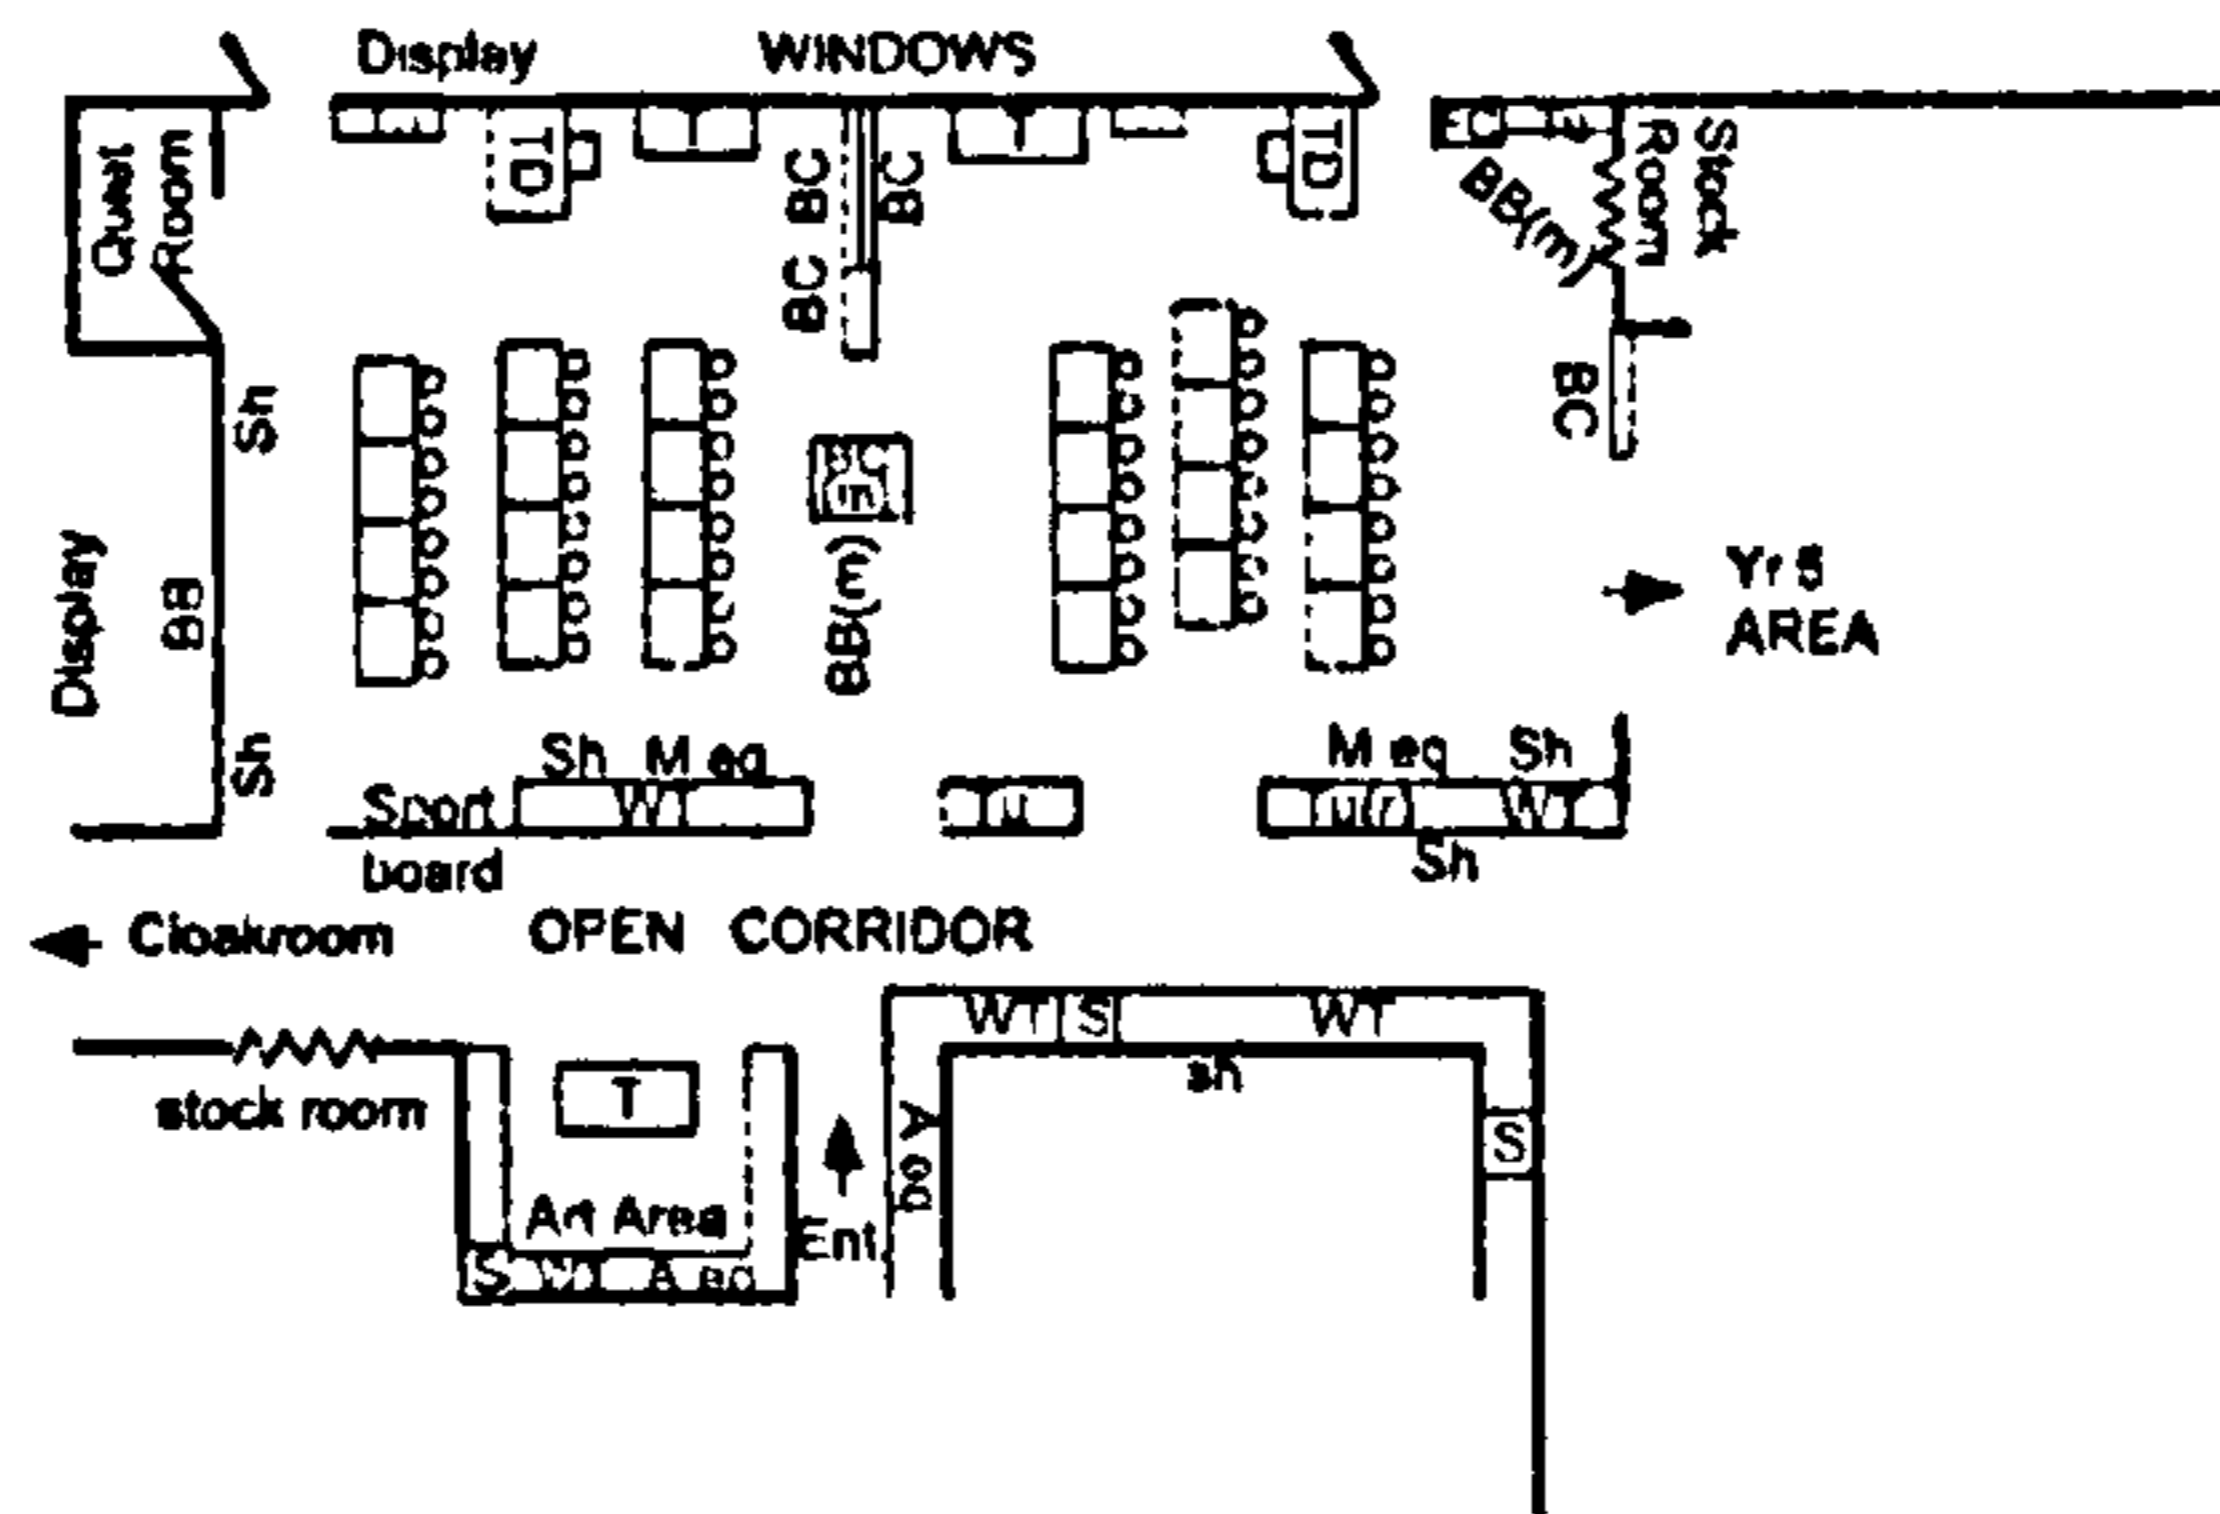 Display
WINDOWS
Quiet
Room
TD
T
BC
BC
BC
T
TD
FC
BB(m)
Stock
Room
Sh
BC
BC
m
BB(m)
Display
BB
Yr 5
AREA
Sh
Sh
M eq
M eq
Sh
Sport
board
WT
WT
Sh
Cloakroom
OPEN CORRIDOR
WT
S
WT
sh
stock room
T
A eq
S
Art Area
Ent.
S
A eq